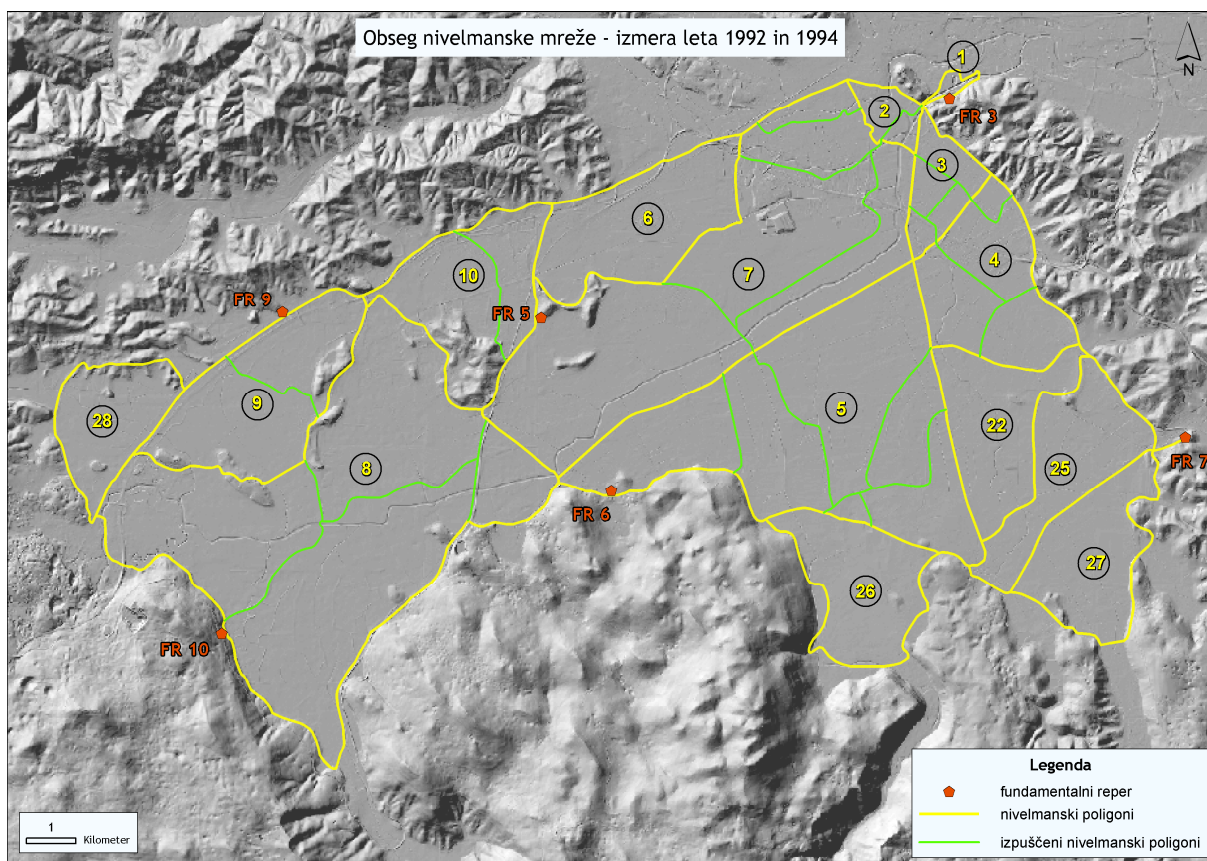 Obseg nivelmanske mreže - izmera leta 1992 in 1994
N
1
2
FR 3
3
6
4
7
10
FR 9
FR 5
28
9
5
22
8
25
FR 7
FR 6
27
26
FR 10
Legenda
fundamentalni reper
nivelmanski poligoni
izpuščeni nivelmanski poligoni
1
Kilometer